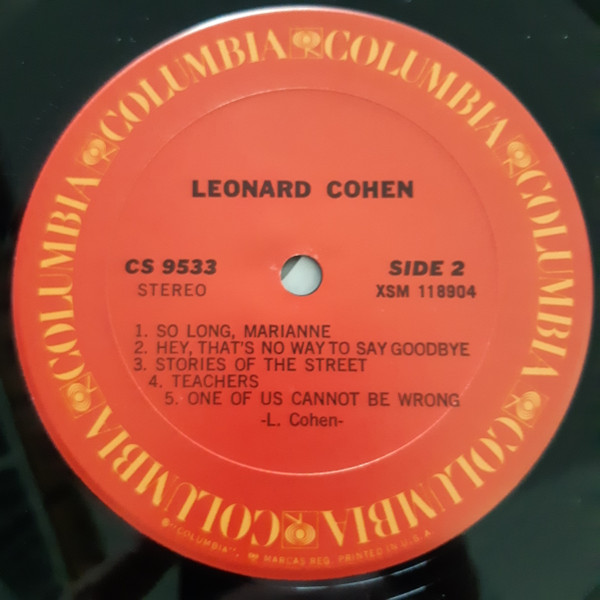 COLUMBIA COLUMBIA COLUMBIA COLUMBIA COLUMBIA COLUMBIA COLUMBIA
LEONARD COHEN
CS 9533
STEREO
SIDE 2
XSM 118904
1. SO LONG, MARIANNE
2. HEY, THAT'S NO WAY TO SAY GOODBYE
3. STORIES OF THE STREET
4. TEACHERS
5. ONE OF US CANNOT BE WRONG
-L. Cohen-
®"COLUMBIA", MARCAS REG. PRINTED IN U.S.A.